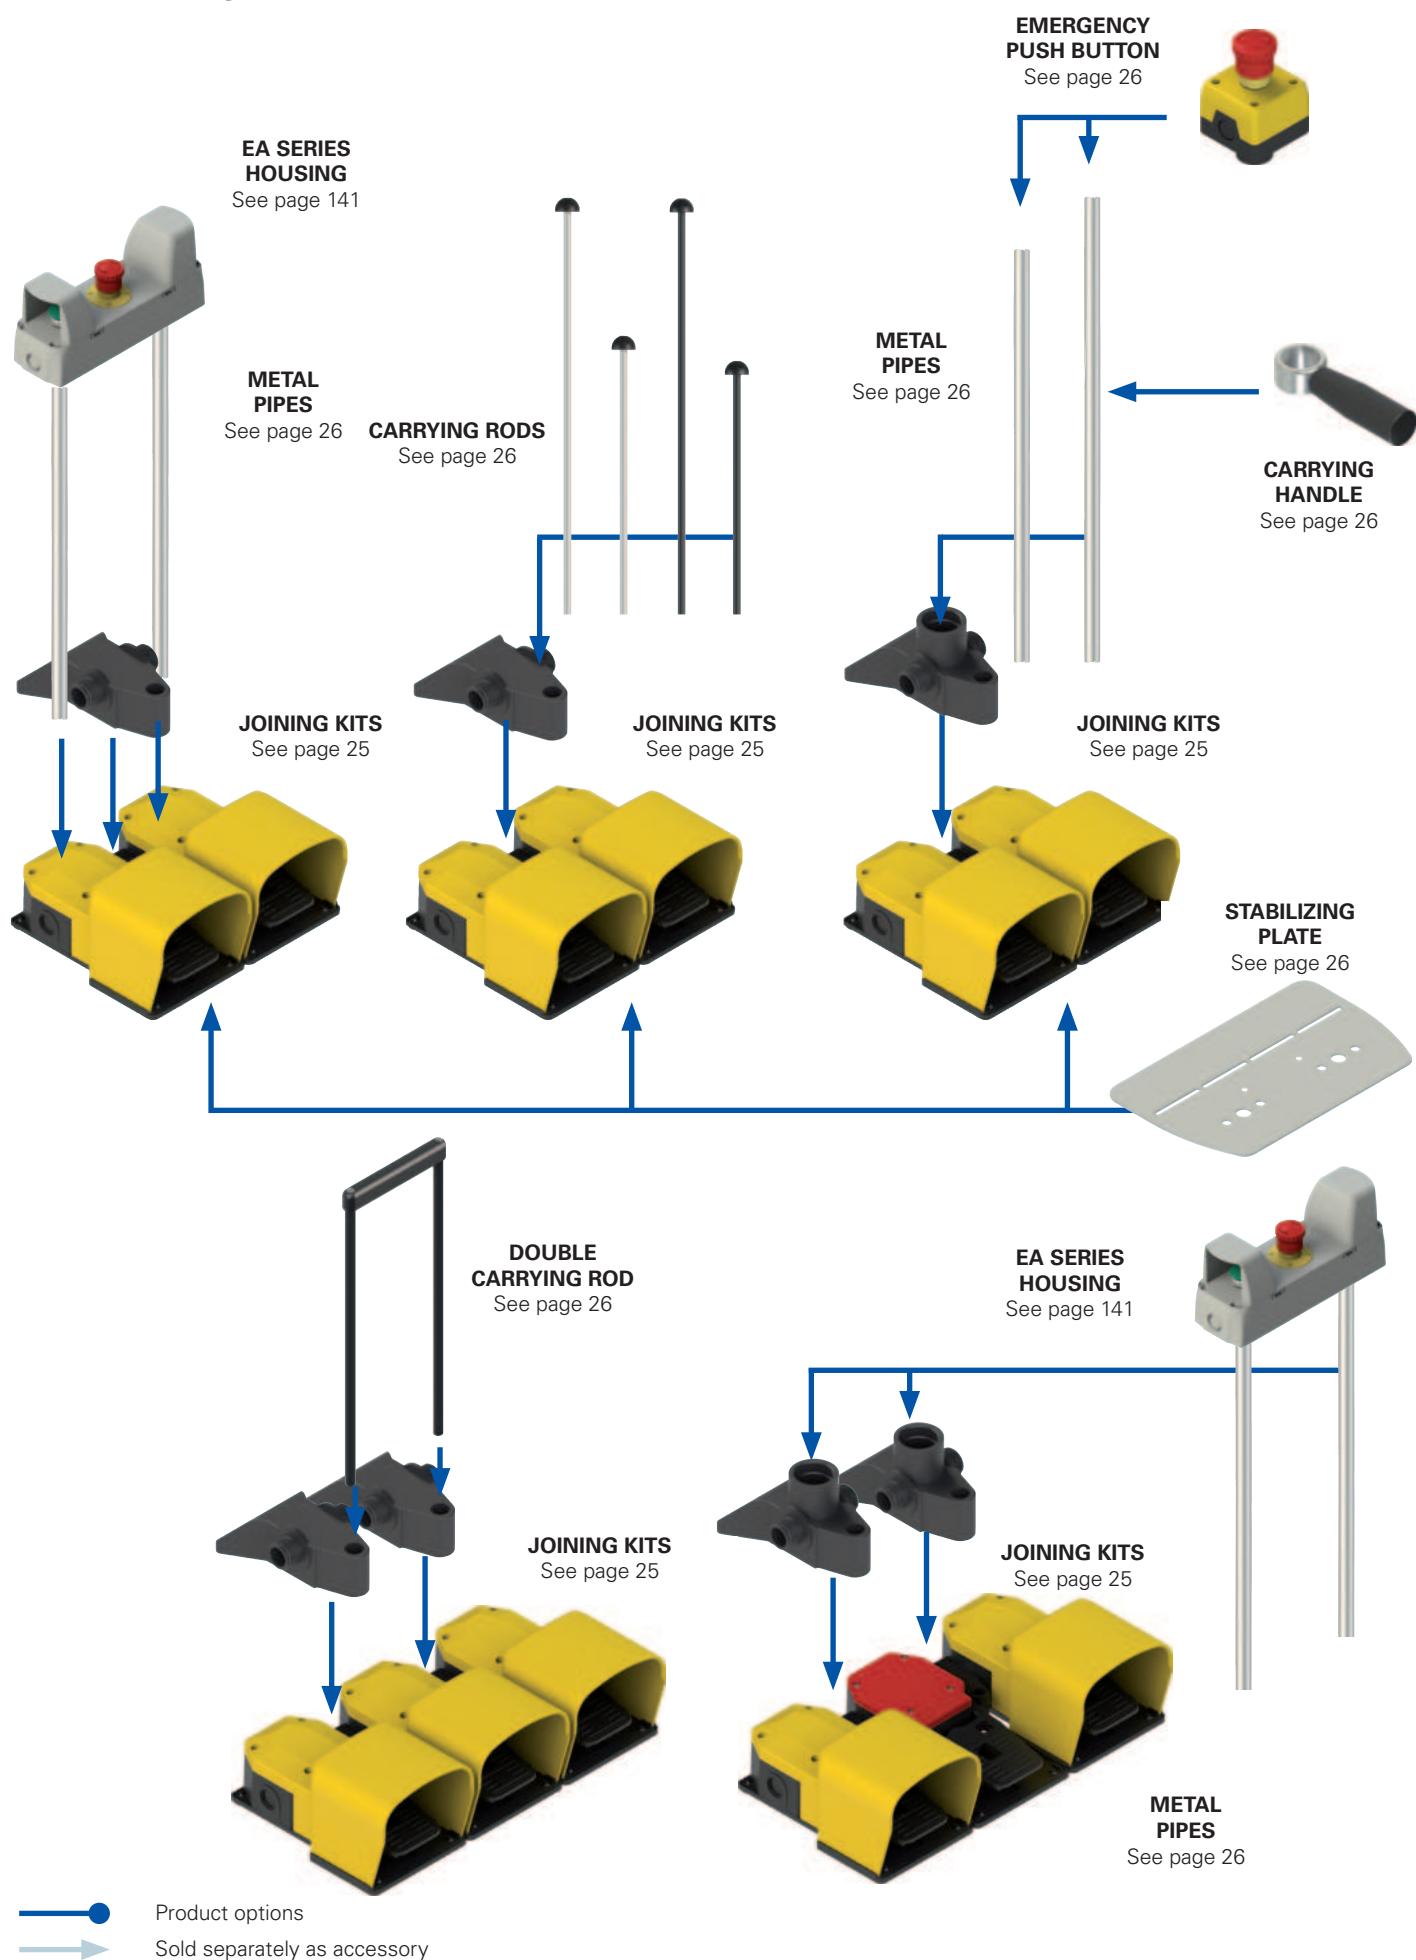 EMERGENCY
PUSH BUTTON
See page 26
EA SERIES
HOUSING
See page 141
METAL
PIPES
See page 26
METAL
PIPES
See page 26
CARRYING RODS
See page 26
CARRYING
HANDLE
See page 26
JOINING KITS
See page 25
JOINING KITS
See page 25
JOINING KITS
See page 25
STABILIZING
PLATE
See page 26
DOUBLE
CARRYING ROD
See page 26
EA SERIES
HOUSING
See page 141
JOINING KITS
See page 25
JOINING KITS
See page 25
METAL
PIPES
See page 26
Product options
Sold separately as accessory